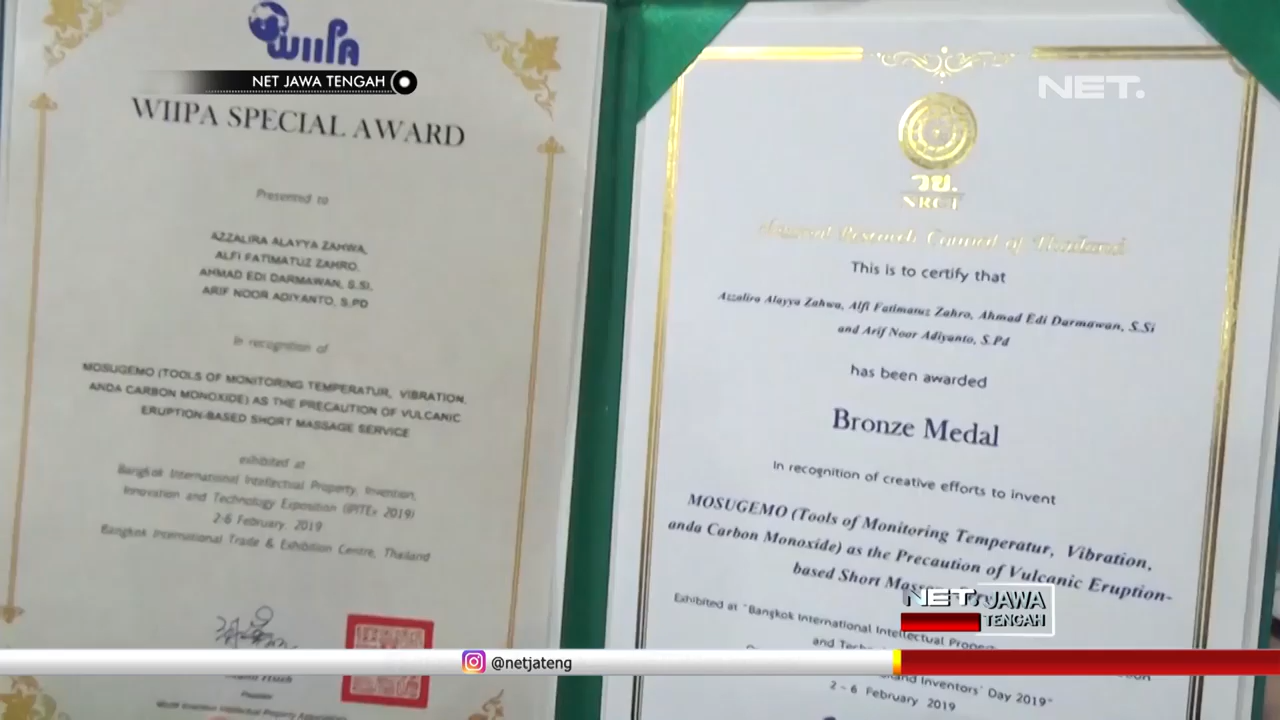 WIIPA
NET JAWA TENGAH
WIIPA SPECIAL AWARD
Presented to
AZZALIRA ALAYYA ZAHWA,
ALFI FATIMATUZ ZAHRO,
AHMAD EDI DARMAWAN, S.SI,
ARIF NOOR ADIYANTO, S.PD
In recognition of
MOSUGEMO (TOOLS OF MONITORING TEMPERATUR, VIBRATION,
ANDA CARBON MONOXIDE) AS THE PRECAUTION OF VULCANIC
ERUPTION-BASED SHORT MASSAGE SERVICE
exhibited at
Bangkok International Intellectual Property, Invention,
Innovation and Technology Exposition (IPITEx 2019)
2-6 February, 2019
Bangkok International Trade & Exhibition Centre, Thailand
NET.
วช.
NRCT
National Research Council of Thailand
This is to certify that
Azzalira Alayya Zahwa, Alfi Fatimatuz Zahro, Ahmad Edi Darmawan, S.Si
and Arif Noor Adiyanto, S.Pd
has been awarded
Bronze Medal
In recognition of creative efforts to invent
MOSUGEMO (Tools of Monitoring Temperatur, Vibration,
anda Carbon Monoxide) as the Precaution of Vulcanic Eruption-
based Short
Exhibited at "Bangkok International Intellectual
and
Inventors' Day 2019"
2 - 6 February 2019
NET. JAWA
TENGAH
@netjateng